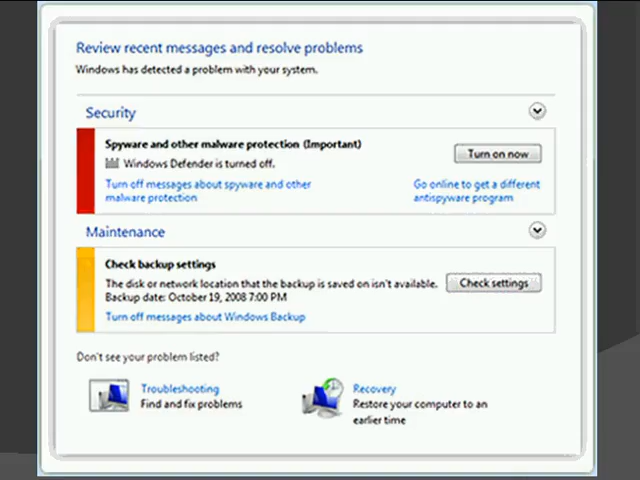 Review recent messages and resolve problems
Windows has detected a problem with your system.
Security
Spyware and other malware protection (Important)
Windows Defender is turned off.
Turn on now
Turn off messages about spyware and other
malware protection
Go online to get a different
antispyware program
Maintenance
Check backup settings
The disk or network location that the backup is saved on isn't available.
Backup date: October 19, 2008 7:00 PM
Check settings
Turn off messages about Windows Backup
Don't see your problem listed?
Troubleshooting
Find and fix problems
Recovery
Restore your computer to an
earlier time